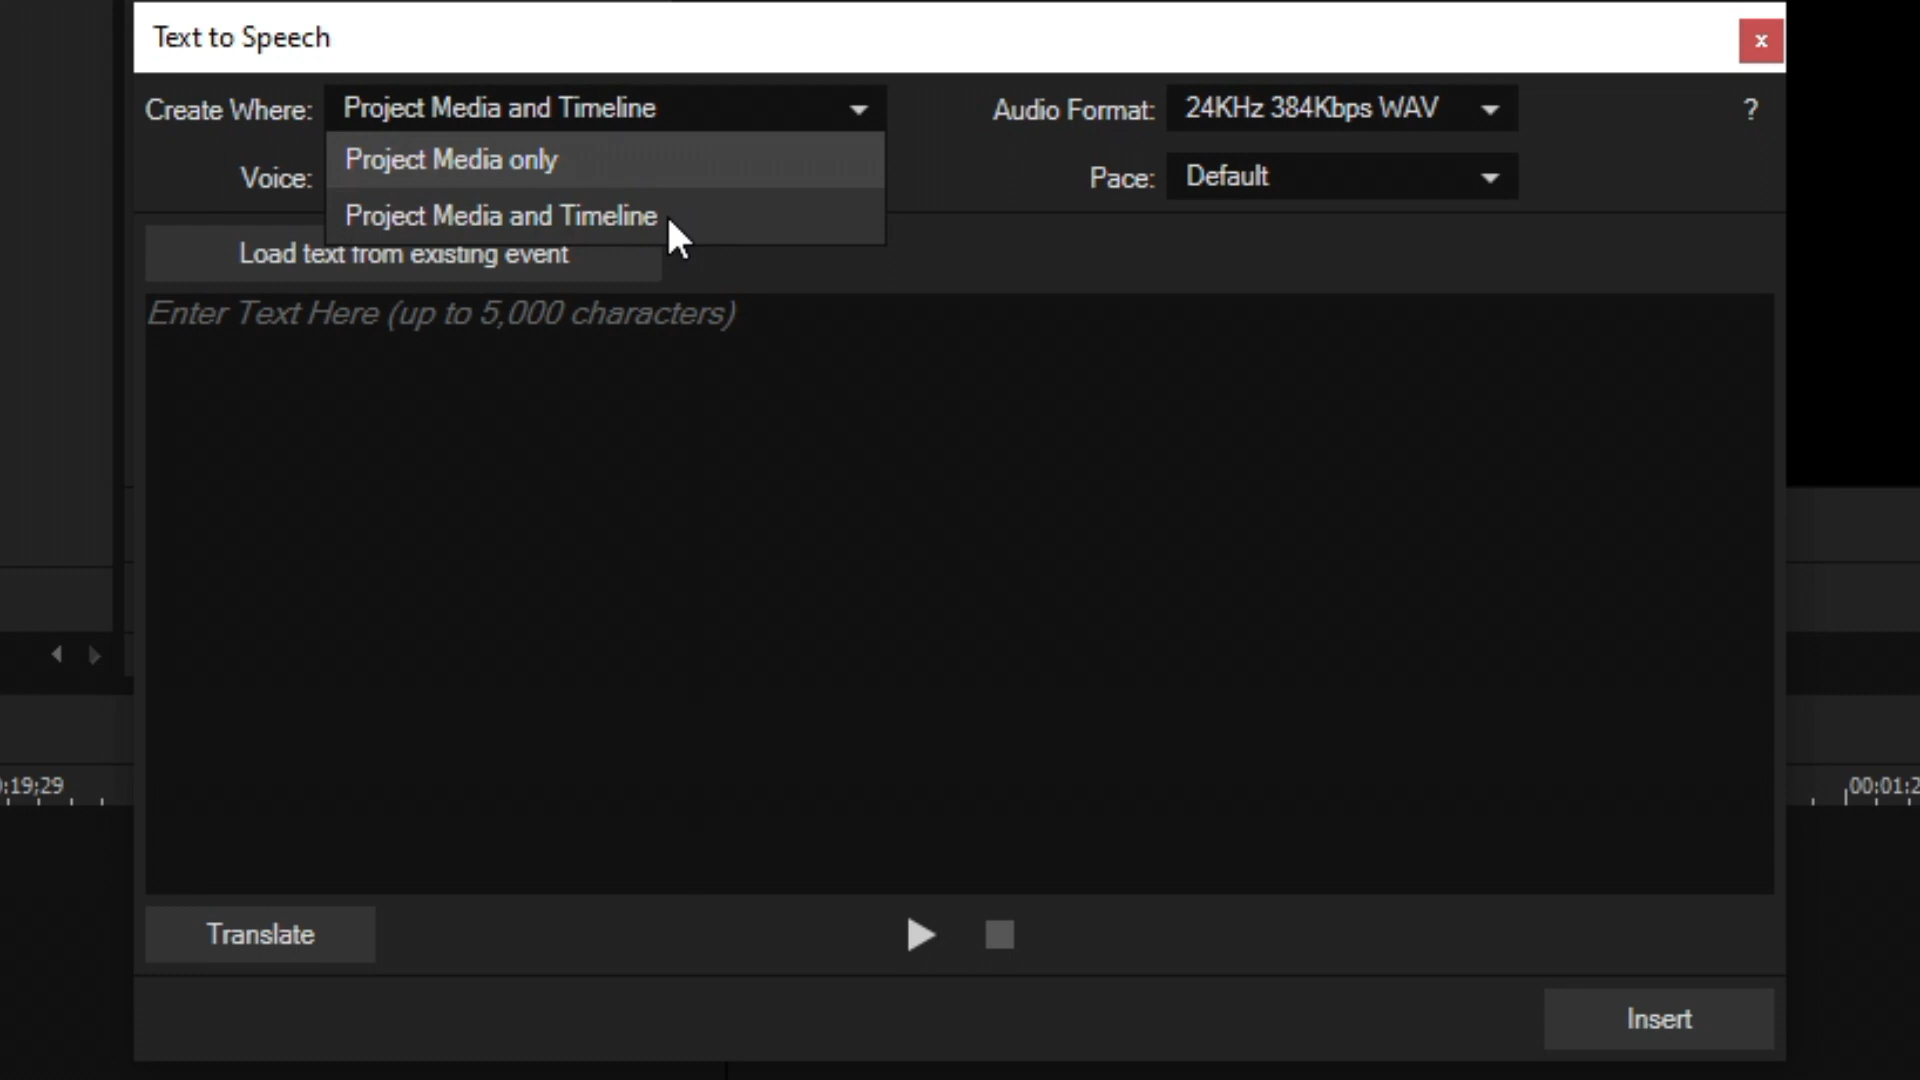 Text to Speech
x
Create Where: Project Media and Timeline
Audio Format: 24KHz 384Kbps WAV
?
Project Media only
Voice:
Pace: Default
Project Media and Timeline
Load text from existing event
Enter Text Here (up to 5,000 characters)
:19;29
00:01:2
Translate
Insert